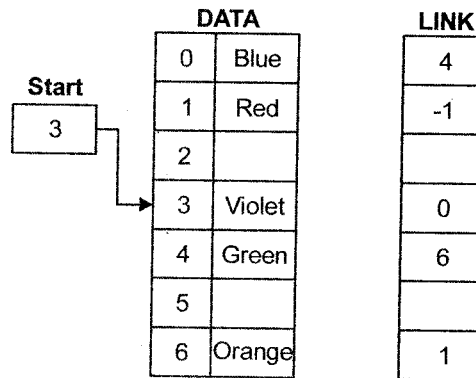 DATA LINK
0 Blue 4
Start
1 Red -1
3
2
3 Violet 0
4 Green 6
5
6 Orange 1